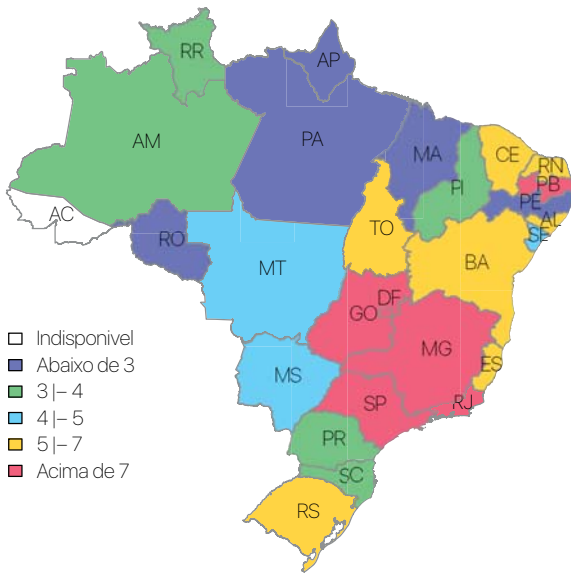 RR
AP
AM
PA
MA
CE
RN
PB
PI
PE
AL
SE
AC
TO
RO
BA
MT
DF
GO
MG
ES
MS
SP
RJ
PR
SC
RS
Indisponivel
Abaixo de 3
3 |– 4
4 |– 5
5 |– 7
Acima de 7